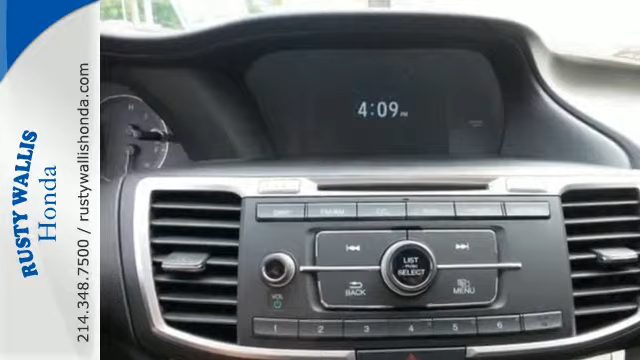 RUSTY WALLIS
Honda
214.348.7500 / rustywallishonda.com
4:09 PM
LIST
SELECT
VOL
BACK
MENU
1 2 3 4 5 6